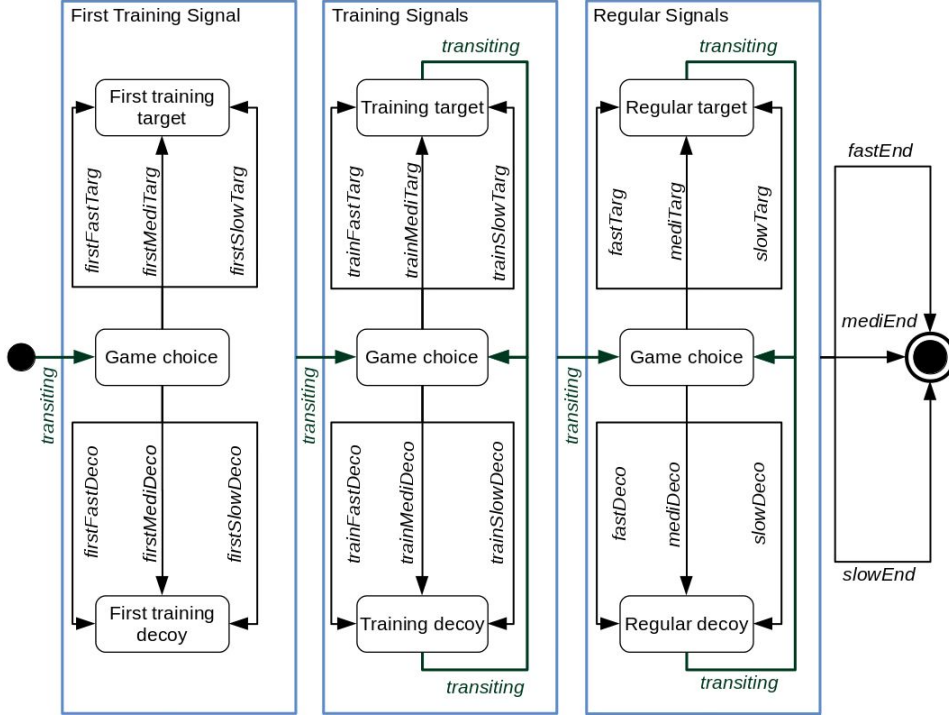 First Training Signal
Training Signals
Regular Signals
transiting
transiting
First training
target
Training target
Regular target
fastEnd
firstFastTarg
firstMediTarg
firstSlowTarg
trainFastTarg
trainMediTarg
trainSlowTarg
fastTarg
mediTarg
slowTarg
mediEnd
Game choice
Game choice
Game choice
transiting
transiting
transiting
firstFastDeco
firstMediDeco
firstSlowDeco
trainFastDeco
trainMediDeco
trainSlowDeco
fastDeco
mediDeco
slowDeco
slowEnd
First training
decoy
Training decoy
Regular decoy
transiting
transiting